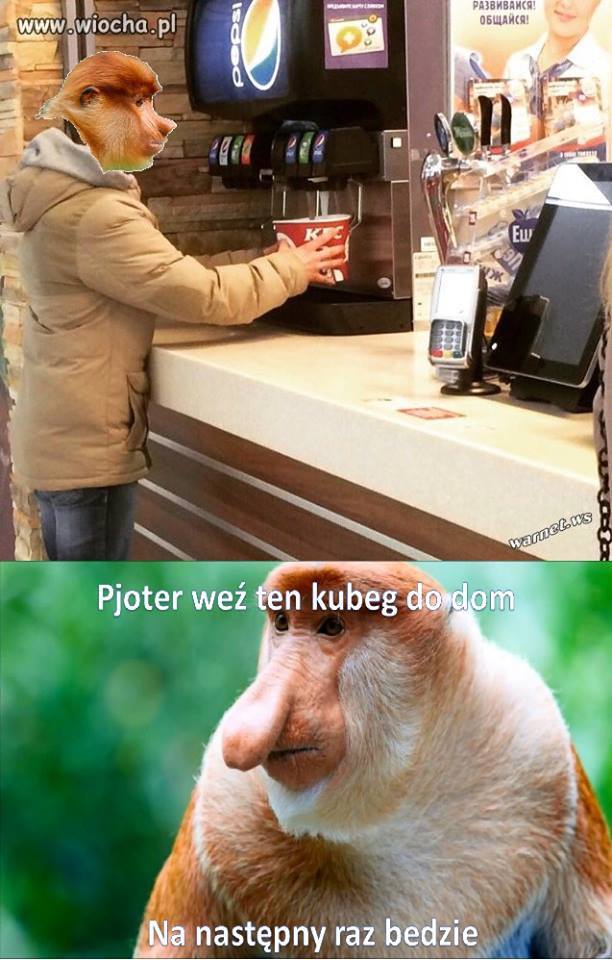 www.wiocha.pl
pepsi
РАЗВИВАЙСЯ!
ОБЩАЙСЯ!
KFC
warnet.ws
Pjoter weź ten kubeg do dom
Na następny raz bedzie